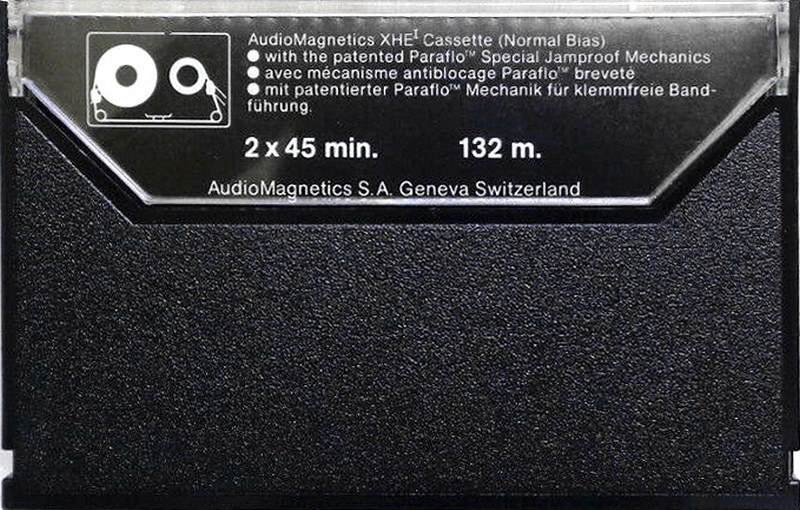 AudioMagnetics XHEᴵ Cassette (Normal Bias)
● with the patented Paraflo™ Special Jamproof Mechanics
● avec mécanisme antiblocage Paraflo™ breveté
● mit patentierter Paraflo™ Mechanik für klemmfreie Band-
führung.
2 x 45 min. 132 m.
AudioMagnetics S.A. Geneva Switzerland